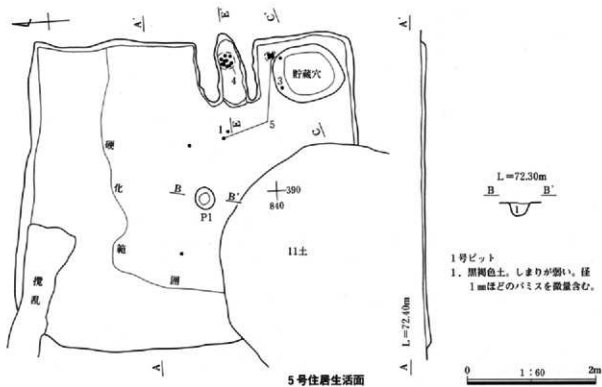 A A'
E C'
貯蔵穴
4
3
1 5
E
C
硬化範囲
B B'
P1
390
840
11土
攪乱
A
A'
L=72.40m
A
L=72.30m
B B'
1
1号ピット
1．黒褐色土。しまりが弱い。径
1㎜ほどのパミスを微量含む。
5号住居生活面
0 1：60 2m